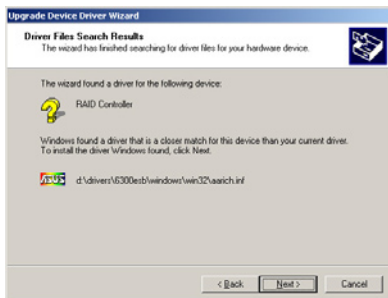 Upgrade Device Driver Wizard
Driver Files Search Results
The wizard has finished searching for driver files for your hardware device.
The wizard found a driver for the following device:
RAID Controller
Windows found a driver that is a closer match for this device than your current driver.
To install the driver Windows found, click Next.
d:\drivers\6300esb\windows\win32\aarich.inf
< Back
Next >
Cancel